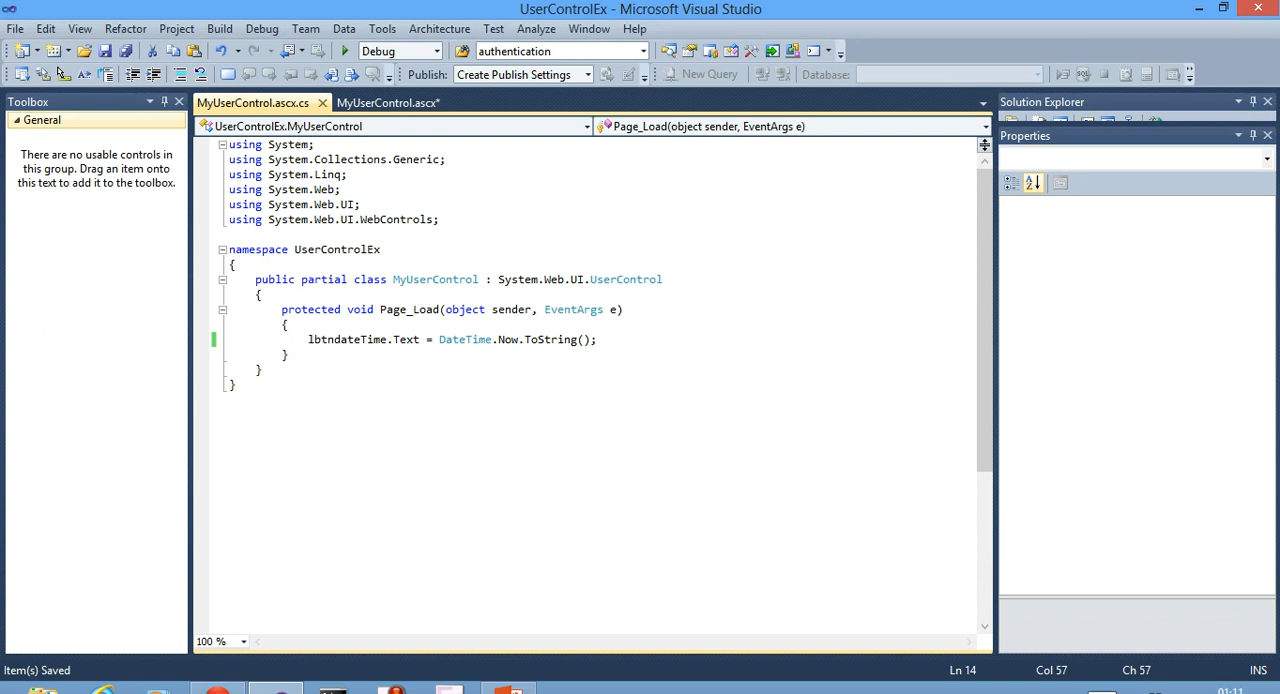 UserControlEx - Microsoft Visual Studio
File Edit View Refactor Project Build Debug Team Data Tools Architecture Test Analyze Window Help
Debug authentication
Publish: Create Publish Settings New Query Database:
Toolbox
General
There are no usable controls in
this group. Drag an item onto
this text to add it to the toolbox.
MyUserControl.ascx.cs MyUserControl.ascx*
UserControlEx.MyUserControl Page_Load(object sender, EventArgs e)
using System;
using System.Collections.Generic;
using System.Linq;
using System.Web;
using System.Web.UI;
using System.Web.UI.WebControls;
namespace UserControlEx
{
public partial class MyUserControl : System.Web.UI.UserControl
{
protected void Page_Load(object sender, EventArgs e)
{
lbtndateTime.Text = DateTime.Now.ToString();
}
}
}
100 %
Solution Explorer
Properties
Item(s) Saved Ln 14 Col 57 Ch 57 INS
01:11